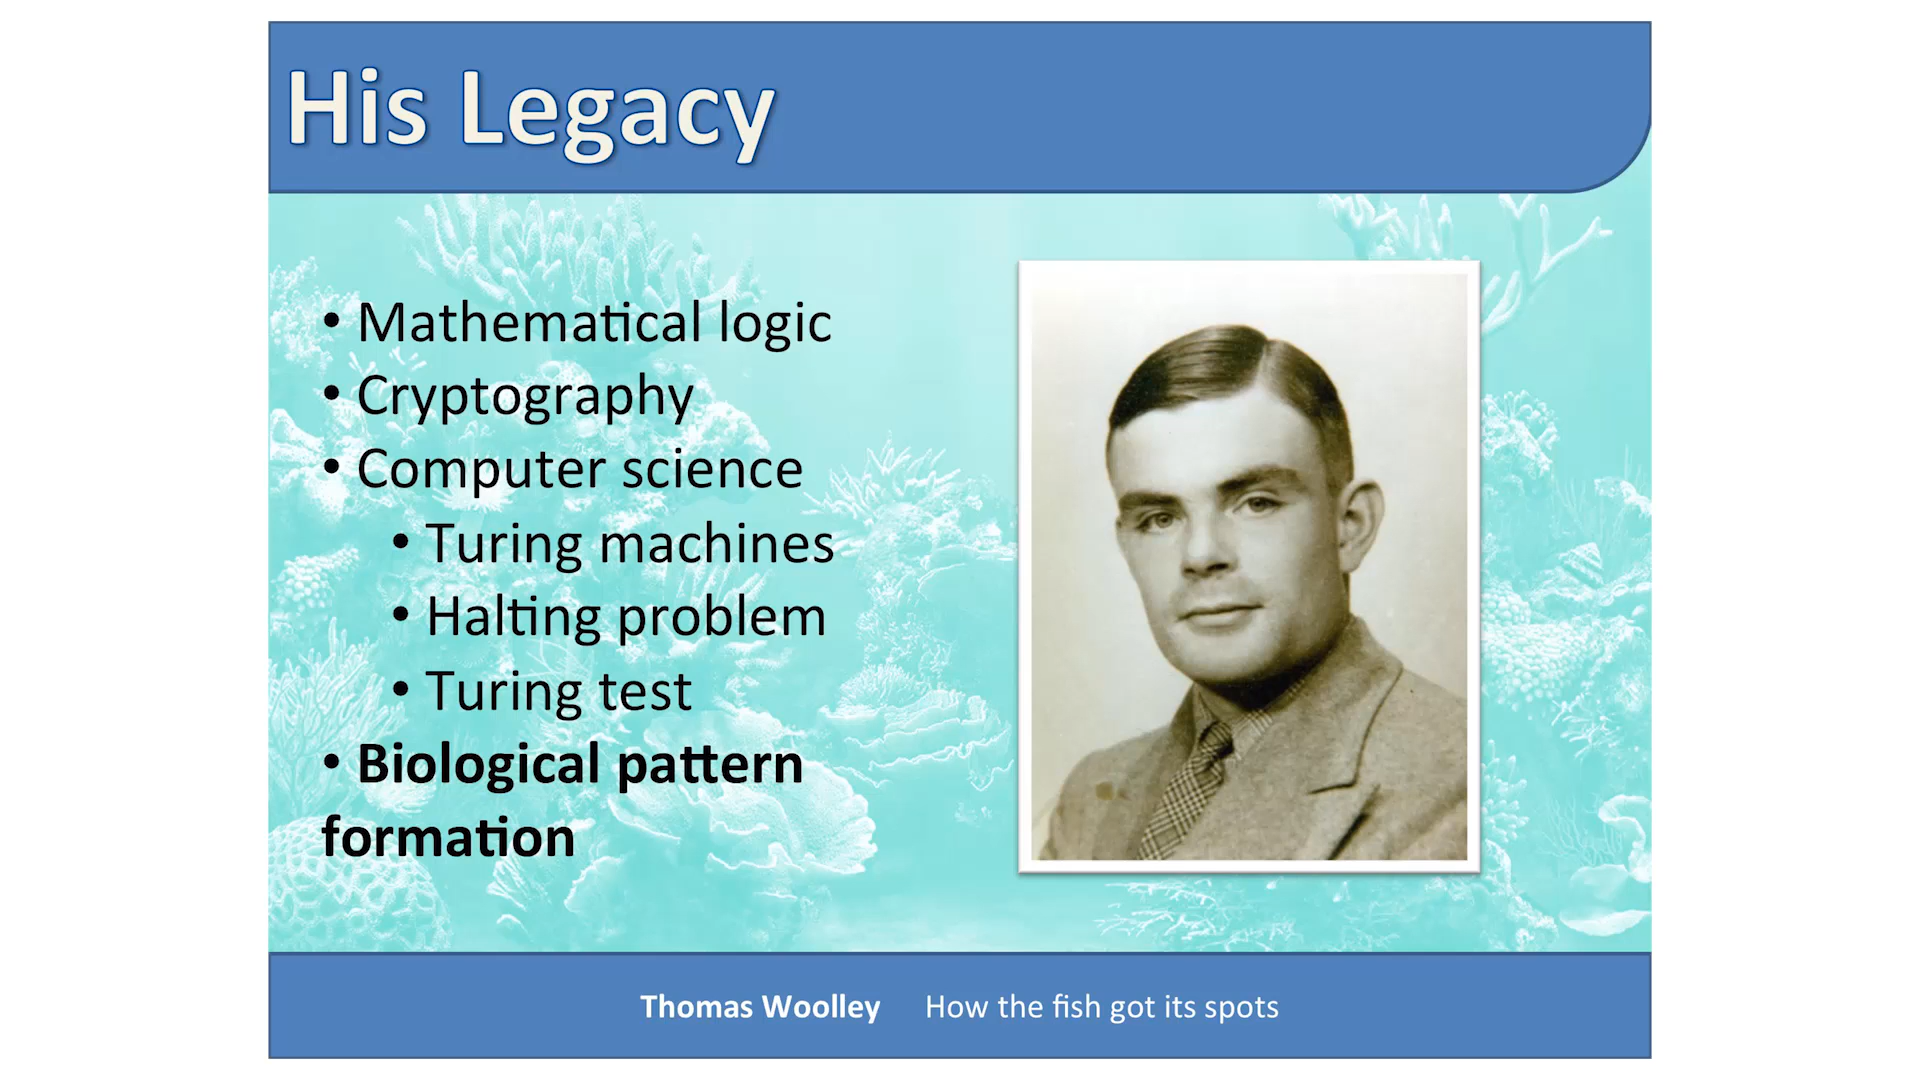 His Legacy
• Mathematical logic
• Cryptography
• Computer science
• Turing machines
• Halting problem
• Turing test
• Biological pattern
formation
Thomas Woolley How the fish got its spots